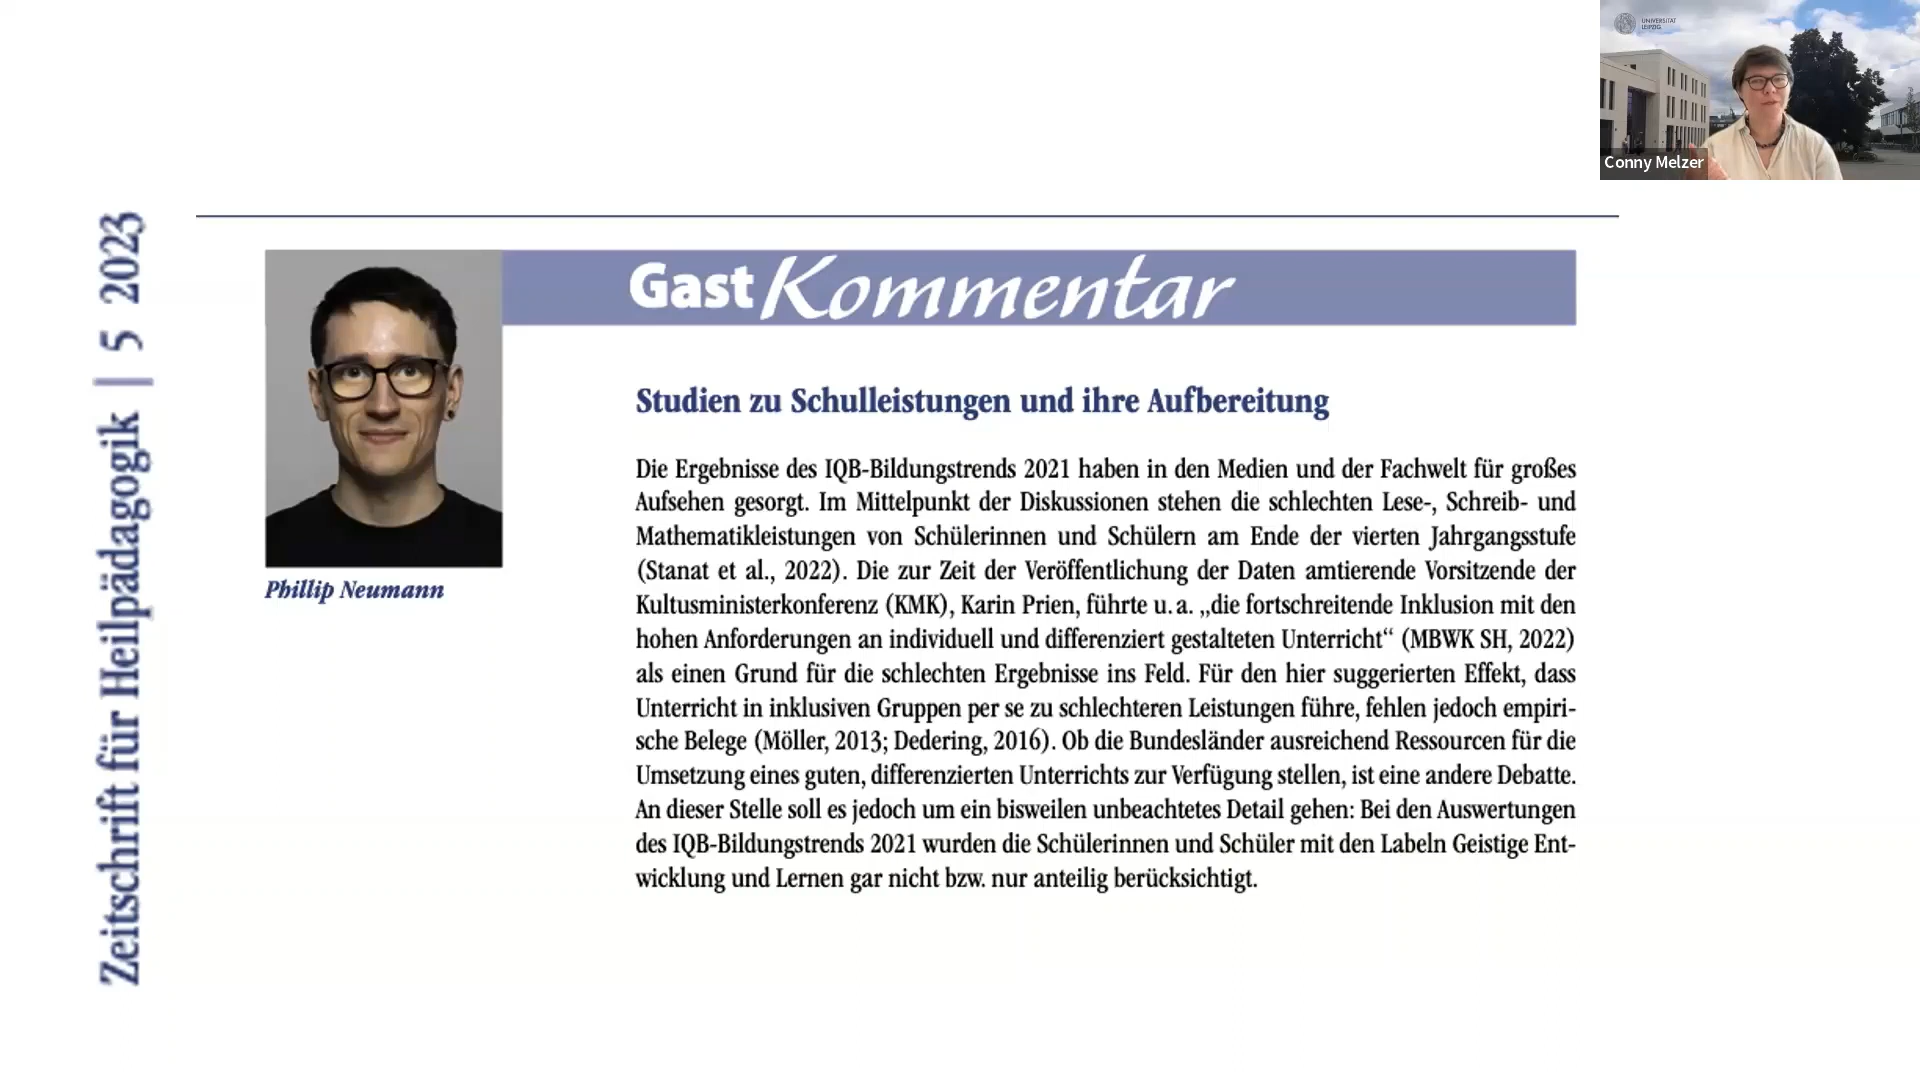 UNIVERSITÄT
LEIPZIG
Conny Melzer
Zeitschrift für Heilpädagogik | 5 2023
GastKommentar
Phillip Neumann
Studien zu Schulleistungen und ihre Aufbereitung
Die Ergebnisse des IQB-Bildungstrends 2021 haben in den Medien und der Fachwelt für großes
Aufsehen gesorgt. Im Mittelpunkt der Diskussionen stehen die schlechten Lese-, Schreib- und
Mathematikleistungen von Schülerinnen und Schülern am Ende der vierten Jahrgangsstufe
(Stanat et al., 2022). Die zur Zeit der Veröffentlichung der Daten amtierende Vorsitzende der
Kultusministerkonferenz (KMK), Karin Prien, führte u. a. „die fortschreitende Inklusion mit den
hohen Anforderungen an individuell und differenziert gestalteten Unterricht“ (MBWK SH, 2022)
als einen Grund für die schlechten Ergebnisse ins Feld. Für den hier suggerierten Effekt, dass
Unterricht in inklusiven Gruppen per se zu schlechteren Leistungen führe, fehlen jedoch empiri-
sche Belege (Möller, 2013; Dedering, 2016). Ob die Bundesländer ausreichend Ressourcen für die
Umsetzung eines guten, differenzierten Unterrichts zur Verfügung stellen, ist eine andere Debatte.
An dieser Stelle soll es jedoch um ein bisweilen unbeachtetes Detail gehen: Bei den Auswertungen
des IQB-Bildungstrends 2021 wurden die Schülerinnen und Schüler mit den Labeln Geistige Ent-
wicklung und Lernen gar nicht bzw. nur anteilig berücksichtigt.